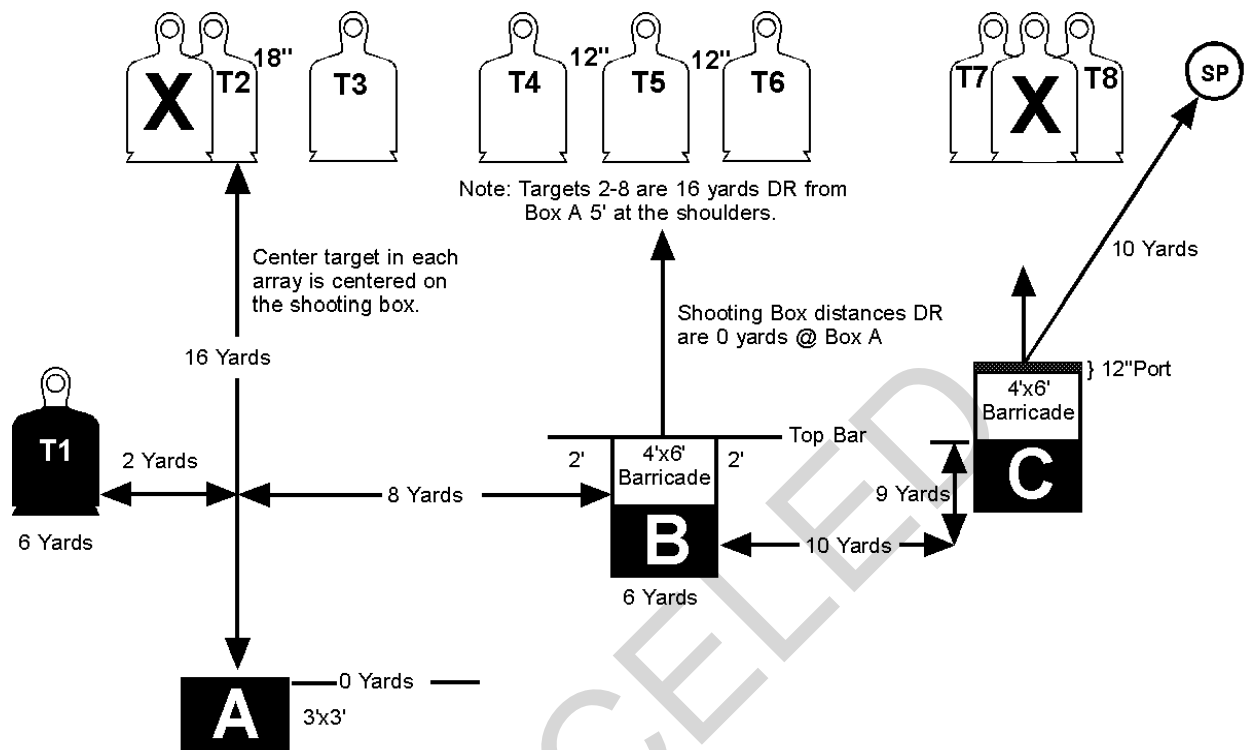 X
T2
18"
T3
T4
12"
T5
12"
T6
T7
X
T8
SP
Note: Targets 2-8 are 16 yards DR from
Box A 5' at the shoulders.
Center target in each
array is centered on
the shooting box.
10 Yards
Shooting Box distances DR
are 0 yards @ Box A
16 Yards
} 12"Port
4'x6'
Barricade
T1
2 Yards
Top Bar
2'
4'x6'
Barricade
2'
8 Yards
9 Yards
C
6 Yards
B
10 Yards
6 Yards
0 Yards
A
3'x3'
CELED